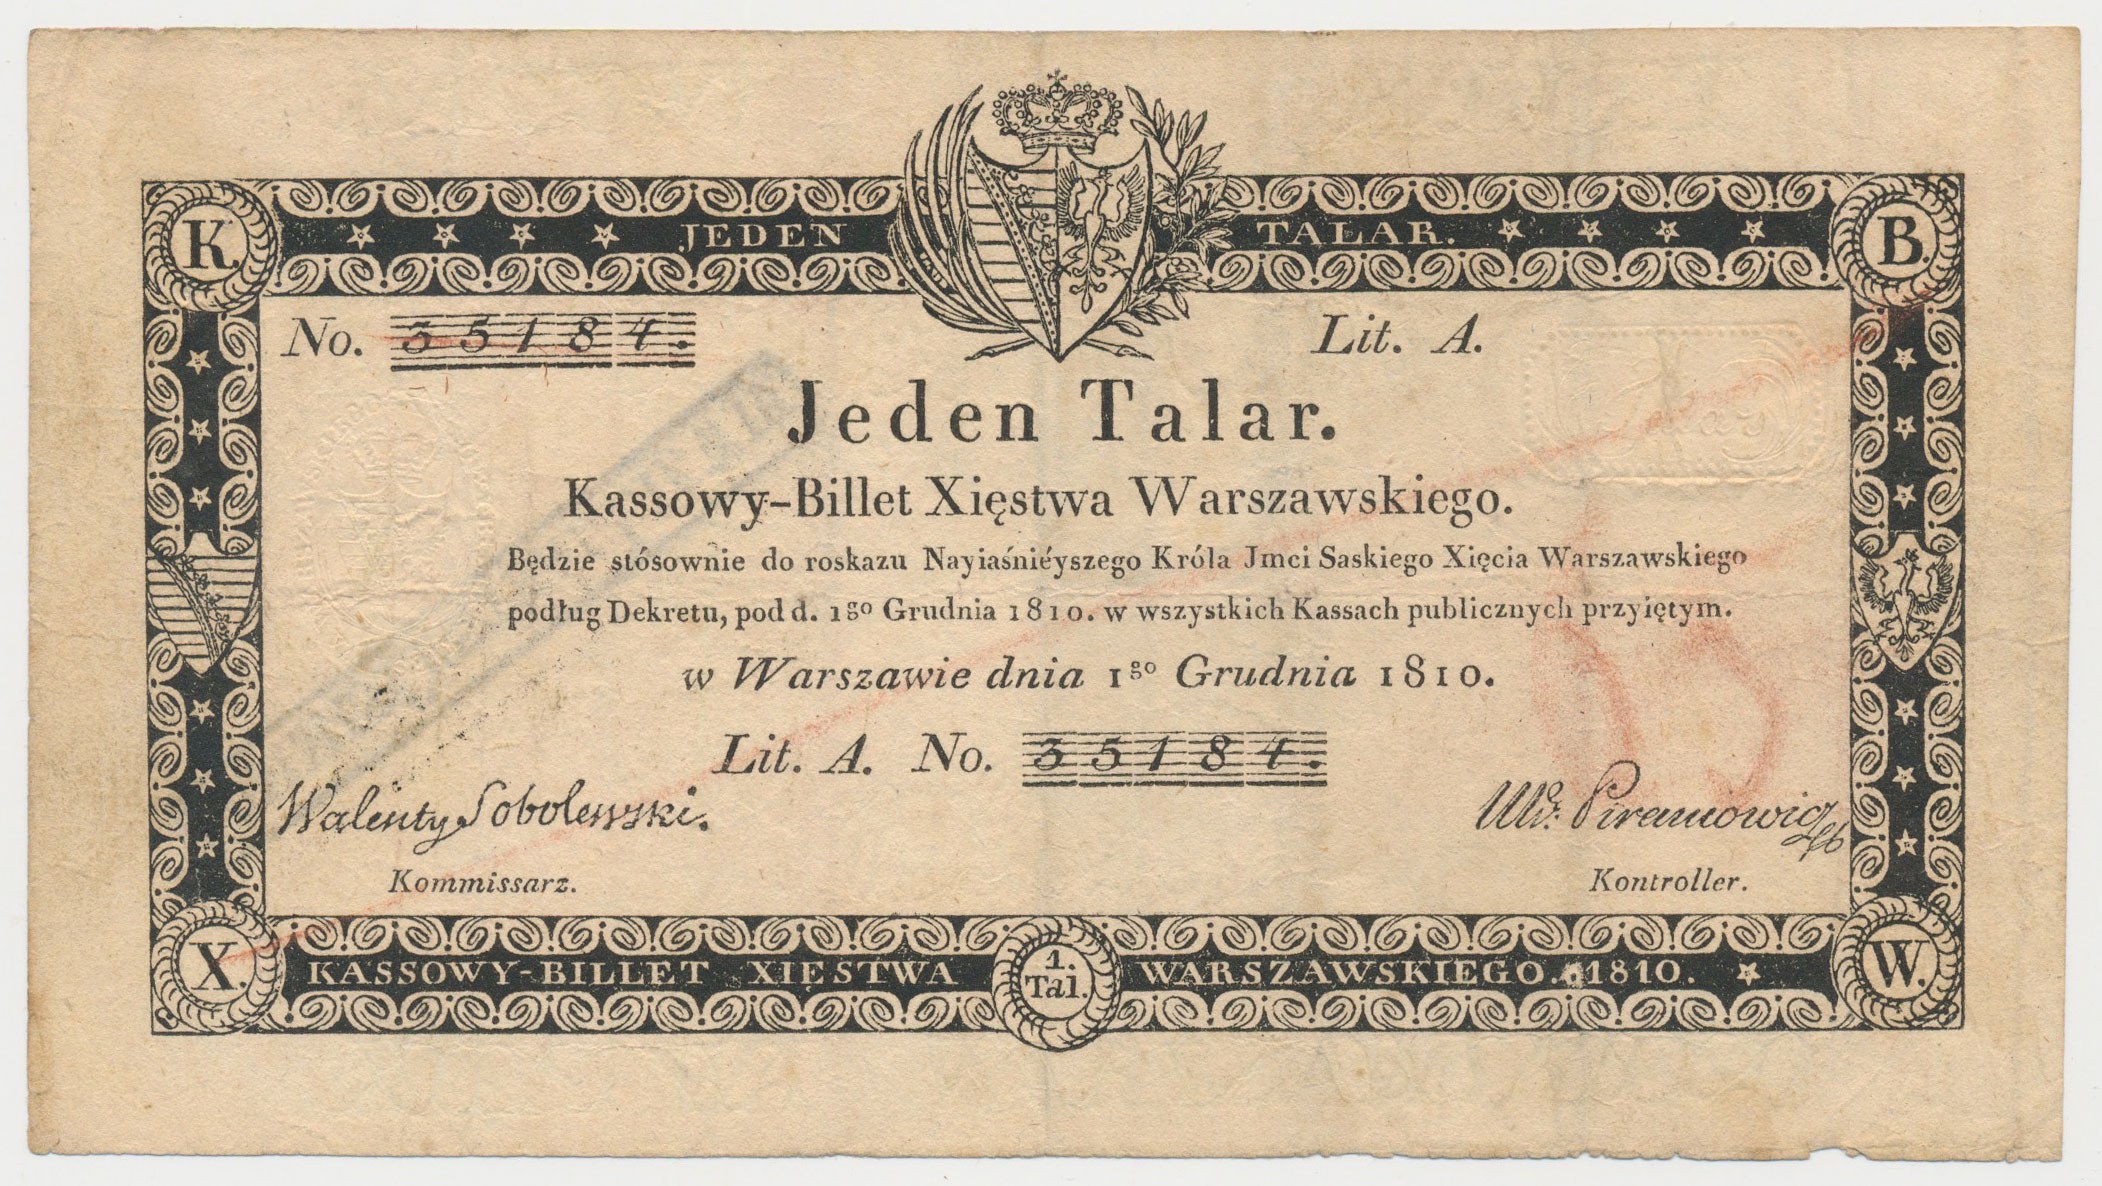 K. JEDEN TALAR. B.
No. 35184. Lit. A.
Jeden Talar.
Kassowy-Billet Xięstwa Warszawskiego.
Będzie stósownie do roskazu Nayiaśniéyszego Króla Jmci Saskiego Xięcia Warszawskiego
podług Dekretu, pod d. 1go Grudnia 1810. w wszystkich Kassach publicznych przyiętym.
w Warszawie dnia 1go Grudnia 1810.
Lit. A. No. 35184.
Walenty Sobolewski.
Kommissarz. Kontroller.
X. KASSOWY-BILLET XIĘSTWA 1. Tal. WARSZAWSKIEGO. 1810. W.